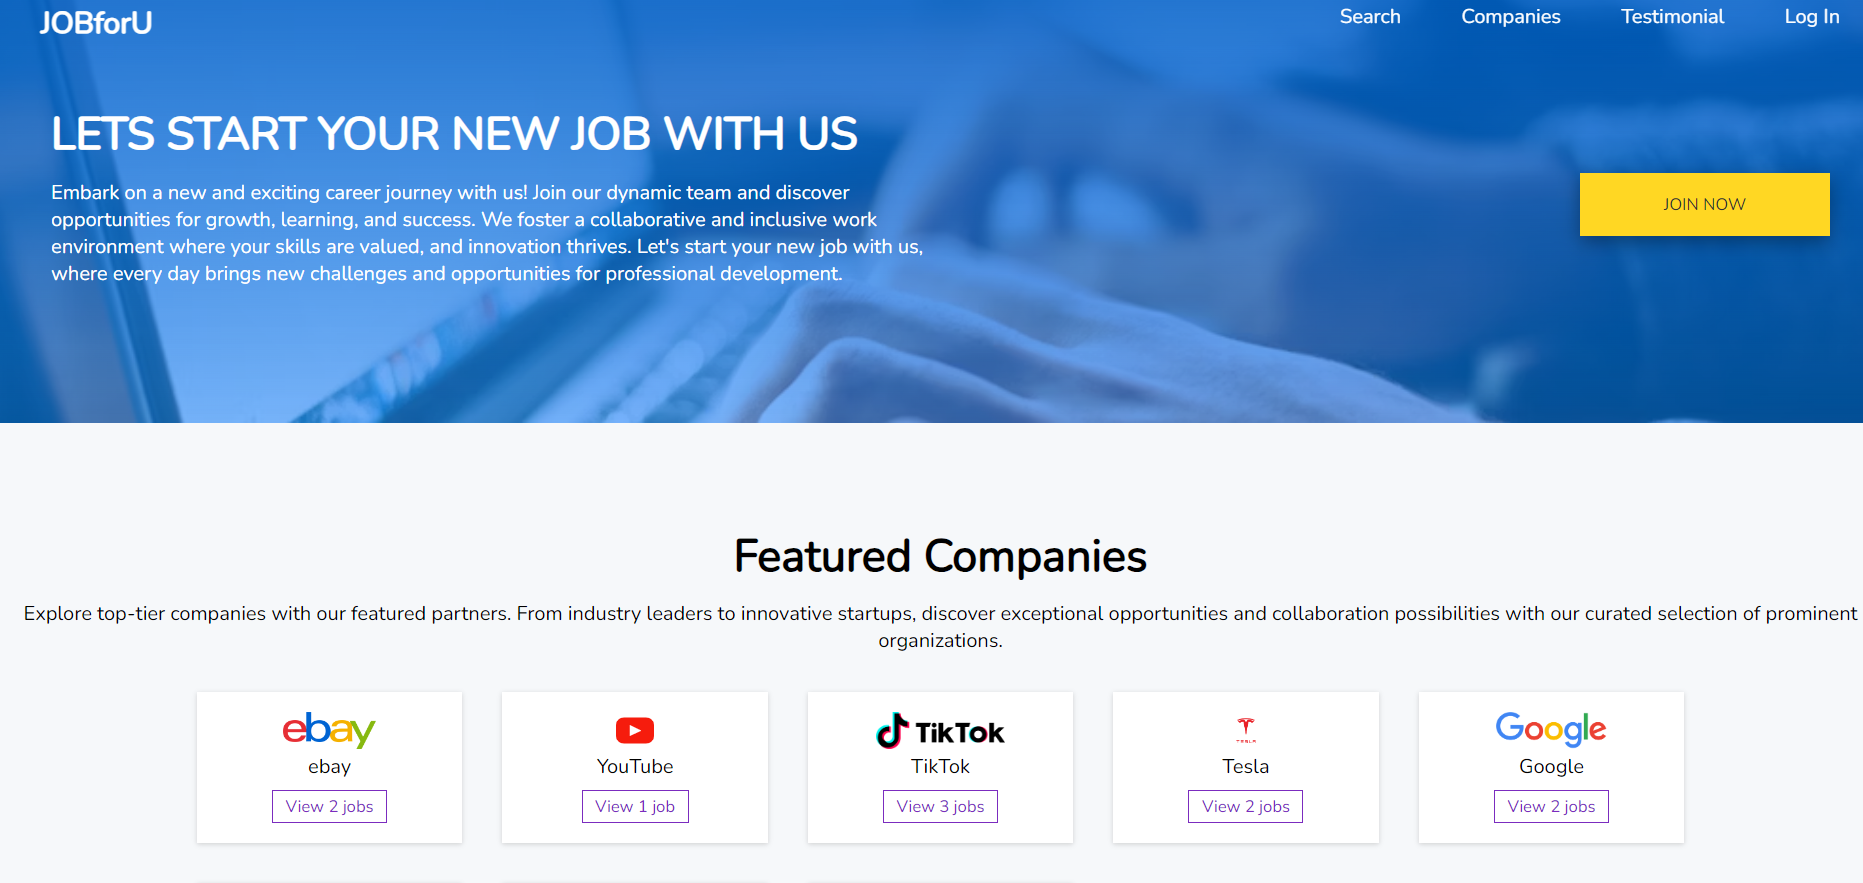 JOBforU
Search Companies Testimonial Log In
LETS START YOUR NEW JOB WITH US
Embark on a new and exciting career journey with us! Join our dynamic team and discover
opportunities for growth, learning, and success. We foster a collaborative and inclusive work
environment where your skills are valued, and innovation thrives. Let's start your new job with us,
where every day brings new challenges and opportunities for professional development.
JOIN NOW
Featured Companies
Explore top-tier companies with our featured partners. From industry leaders to innovative startups, discover exceptional opportunities and collaboration possibilities with our curated selection of prominent
organizations.
ebay
ebay
View 2 jobs
YouTube
View 1 job
TikTok
TikTok
View 3 jobs
TESLA
Tesla
View 2 jobs
Google
Google
View 2 jobs